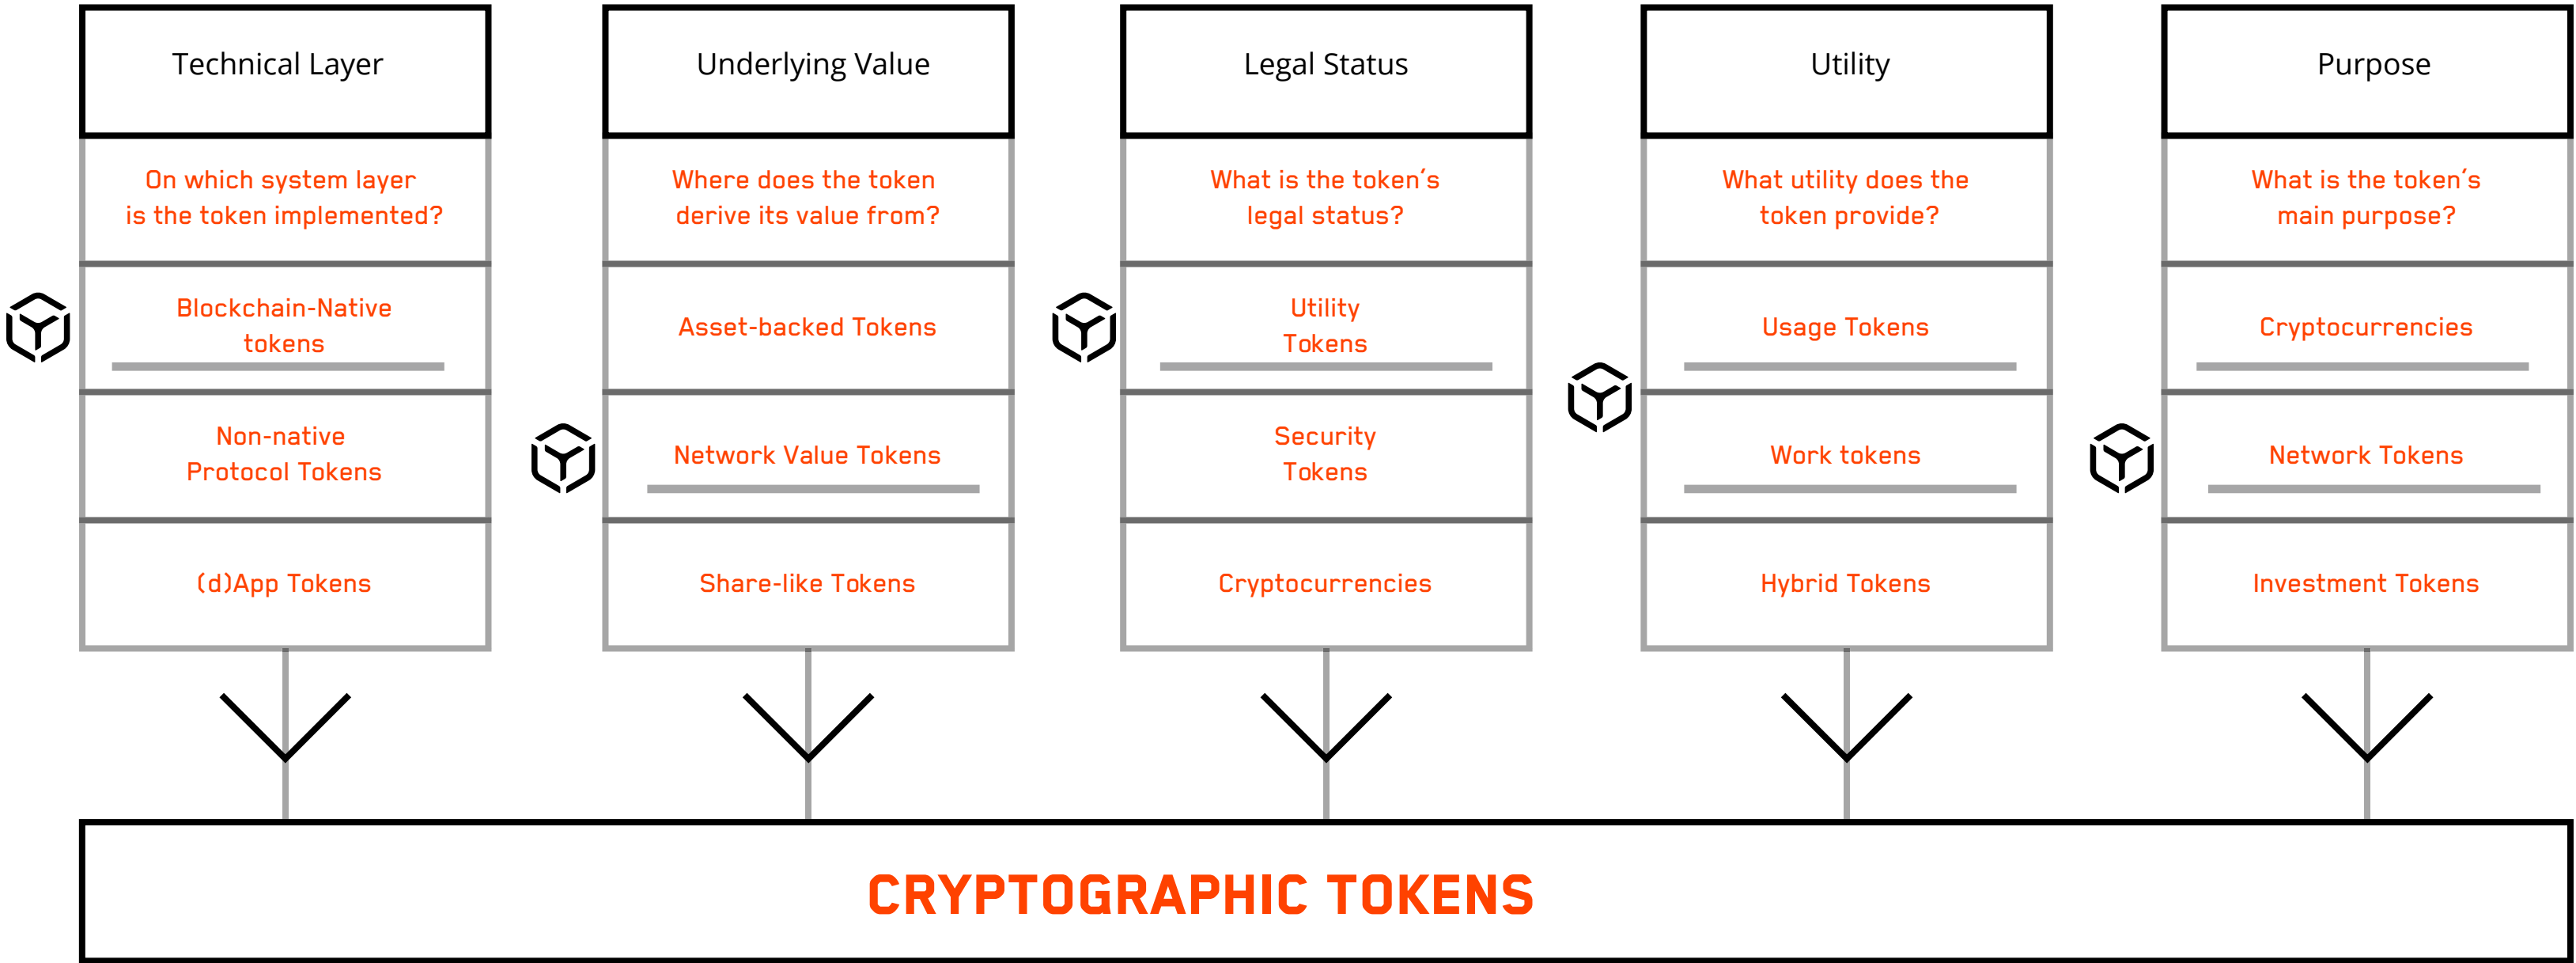 Technical Layer
On which system layer
is the token implemented?
Blockchain-Native
tokens
Non-native
Protocol Tokens
(d)App Tokens
Underlying Value
Where does the token
derive its value from?
Asset-backed Tokens
Network Value Tokens
Share-like Tokens
Legal Status
What is the token's
legal status?
Utility
Tokens
Security
Tokens
Cryptocurrencies
Utility
What utility does the
token provide?
Usage Tokens
Work tokens
Hybrid Tokens
Purpose
What is the token's
main purpose?
Cryptocurrencies
Network Tokens
Investment Tokens
CRYPTOGRAPHIC TOKENS